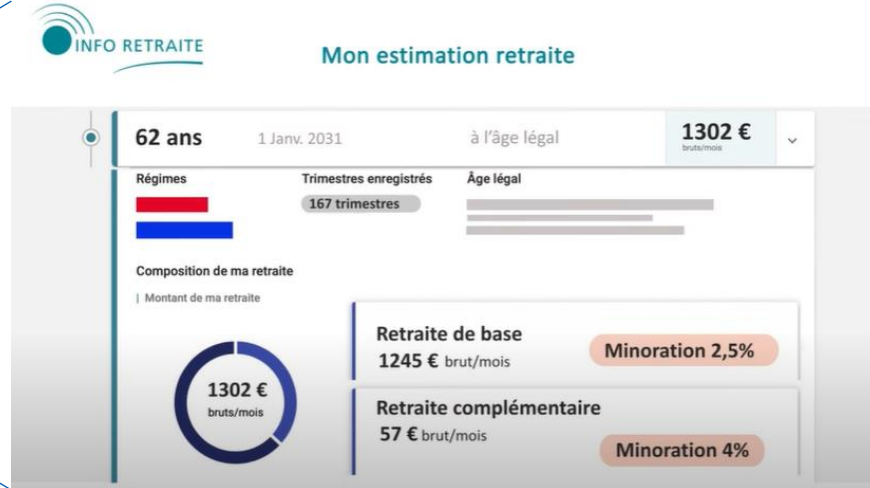 INFO RETRAITE
Mon estimation retraite
62 ans 1 Janv. 2031 à l'âge légal 1302 €
bruts/mois
Régimes Trimestres enregistrés Âge légal
167 trimestres
Composition de ma retraite
| Montant de ma retraite
Retraite de base
1245 € brut/mois
Minoration 2,5%
1302 €
bruts/mois
Retraite complémentaire
57 € brut/mois
Minoration 4%